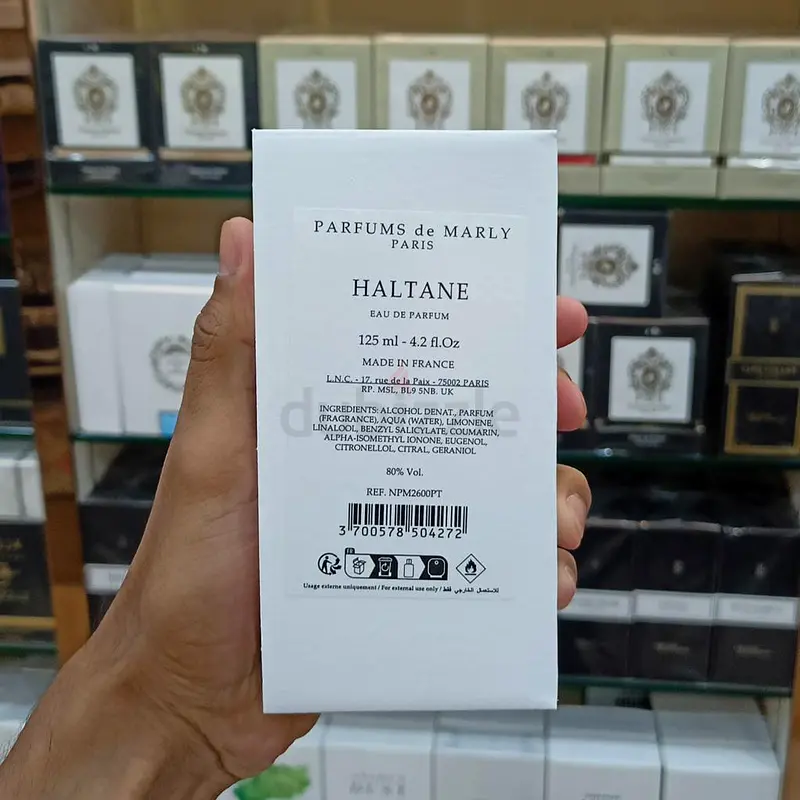 PARFUMS de MARLY
PARIS
HALTANE
EAU DE PARFUM
125 ml - 4.2 fl.Oz
MADE IN FRANCE
L.N.C. - 17, rue de la Paix - 75002 PARIS
RP. MSL, BL9 5NB. UK
dubizzle
INGREDIENTS: ALCOHOL DENAT., PARFUM
(FRAGRANCE), AQUA (WATER), LIMONENE,
LINALOOL, BENZYL SALICYLATE, COUMARIN,
ALPHA-ISOMETHYL IONONE, EUGENOL,
CITRONELLOL, CITRAL, GERANIOL
80% Vol.
REF. NPM2600PT
3 700578 504272
Usage externe uniquement / For external use only / للاستعمال الخارجي فقط